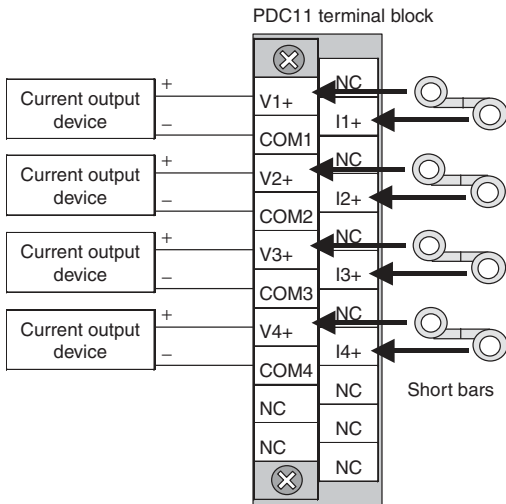 PDC11 terminal block
Current output
device
+
−
Current output
device
+
−
Current output
device
+
−
Current output
device
+
−
V1+
COM1
V2+
COM2
V3+
COM3
V4+
COM4
NC
NC
NC
I1+
NC
I2+
NC
I3+
NC
I4+
NC
NC
NC
Short bars